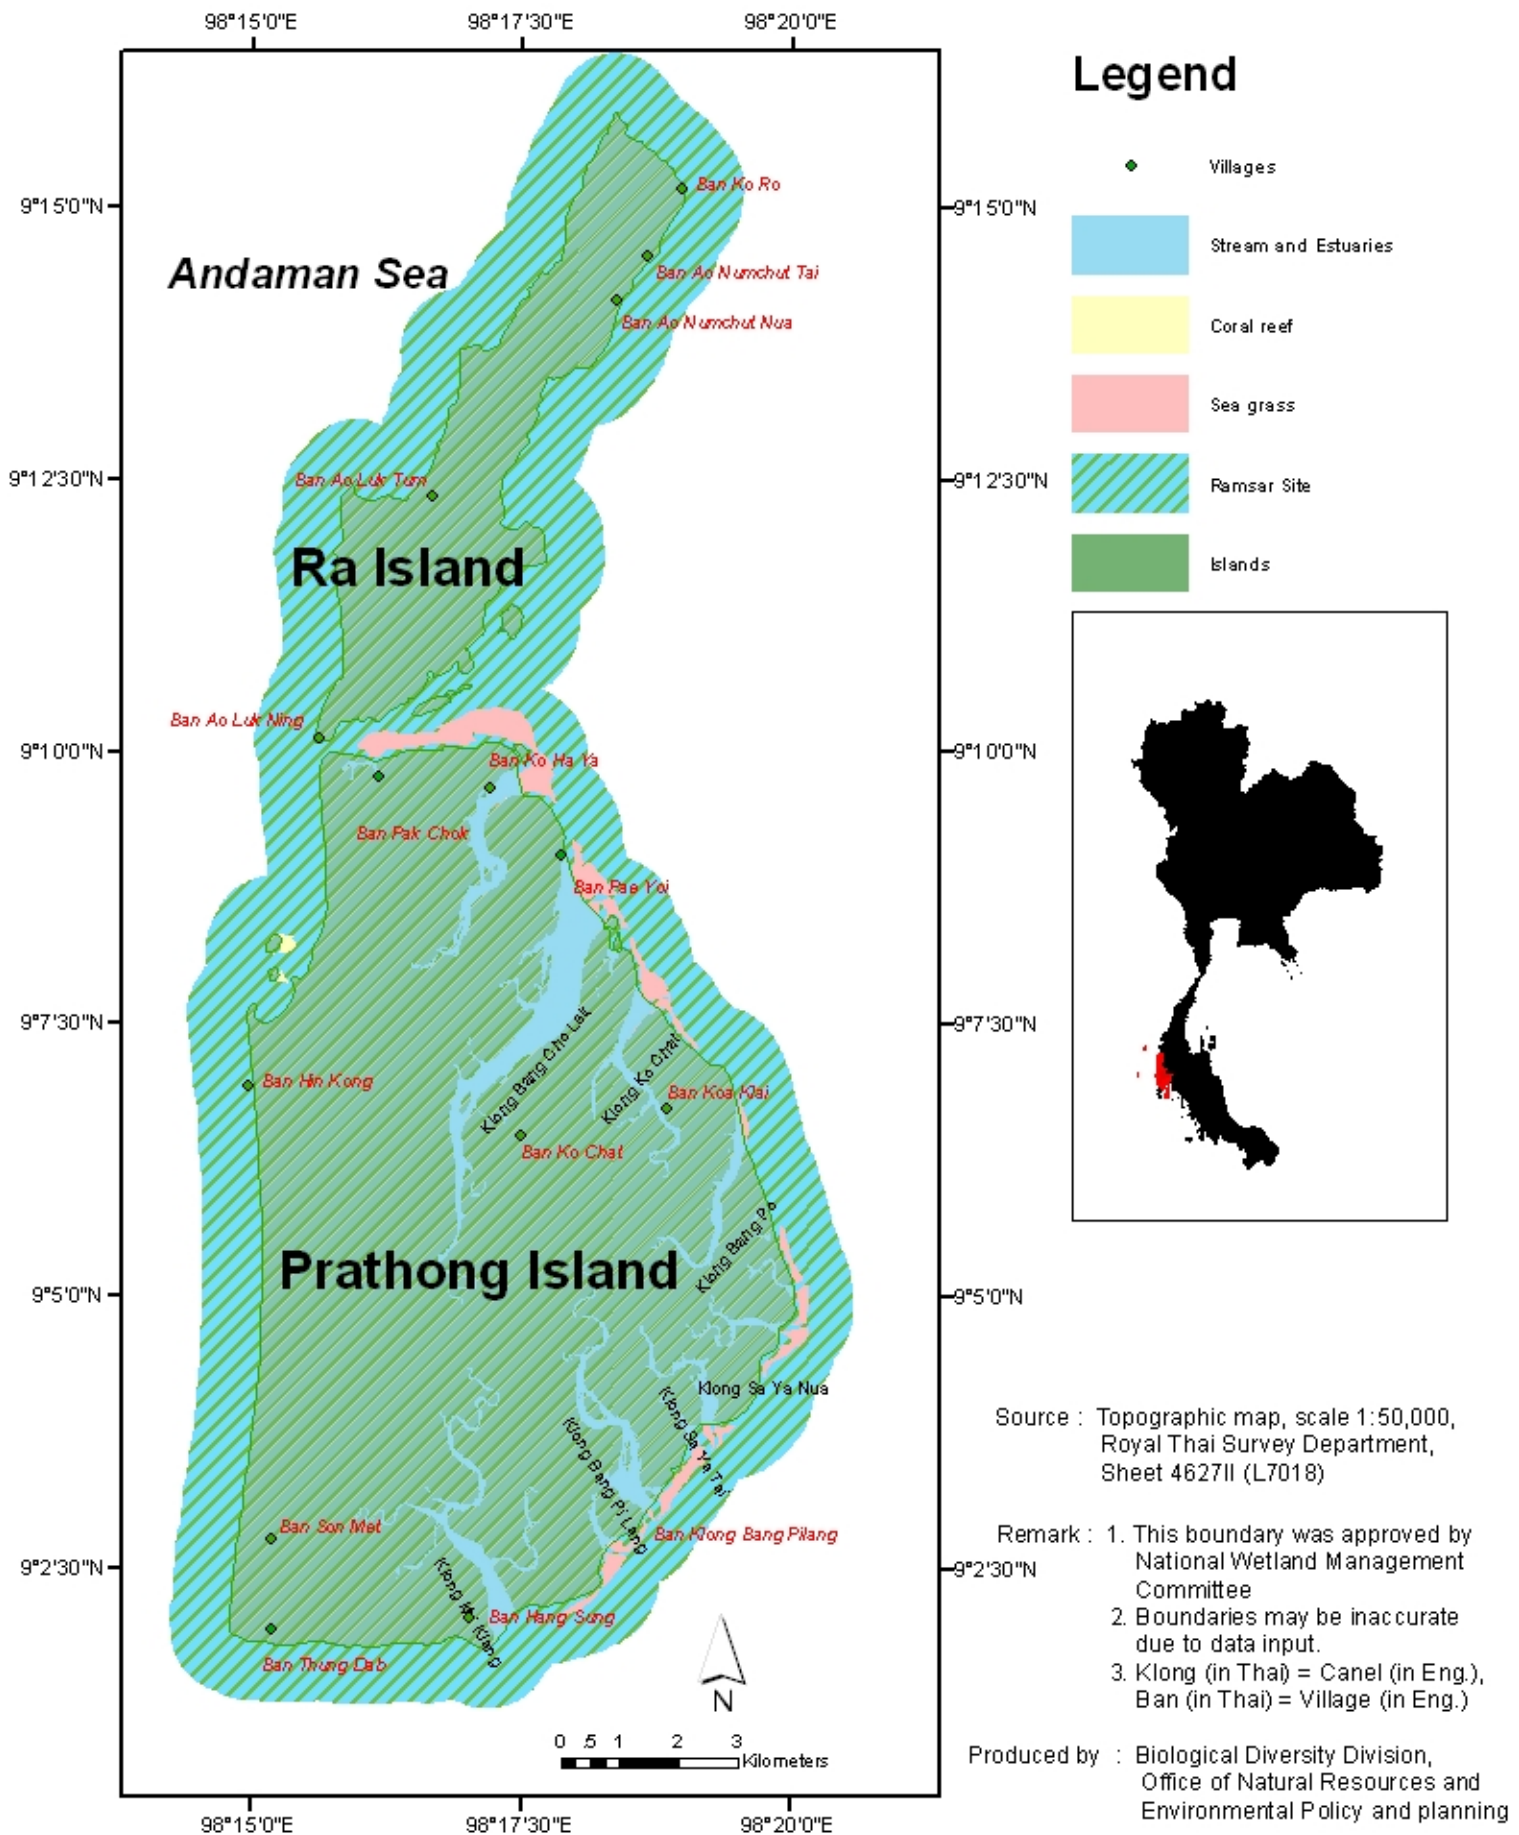 98°15'0"E 98°17'30"E 98°20'0"E
Legend
Villages
Stream and Estuaries
Coral reef
Sea grass
Ramsar Site
Islands
9°15'0"N 9°15'0"N
9°12'30"N 9°12'30"N
9°10'0"N 9°10'0"N
9°7'30"N 9°7'30"N
9°5'0"N 9°5'0"N
9°2'30"N 9°2'30"N
Andaman Sea
Ban Ko Ro
Ban Ao Numchut Tai
Ban Ao Numchut Nua
Ban Ao Luk Tum
Ra Island
Ban Ao Luk Ning
Ban Ko Ha Ya
Ban Pak Chok
Ban Pae Yoi
Klong Bang Cho Lak
Klong Ko Chat
Ban Hin Kong
Ban Koa Klai
Ban Ko Chat
Klong Bang Po
Prathong Island
Klong Sa Ya Nua
Klong Sa Ya Tai
Klong Bang Pi Lang
Ban Son Met
Ban Klong Bang Pilang
Klong Mai Klang
Ban Hang Sung
Ban Thung Dab
N
0 .5 1 2 3
Kilometers
98°15'0"E 98°17'30"E 98°20'0"E
Source : Topographic map, scale 1:50,000,
Royal Thai Survey Department,
Sheet 4627II (L7018)
Remark : 1. This boundary was approved by
National Wetland Management
Committee
2. Boundaries may be inaccurate
due to data input.
3. Klong (in Thai) = Canel (in Eng.),
Ban (in Thai) = Village (in Eng.)
Produced by : Biological Diversity Division,
Office of Natural Resources and
Environmental Policy and planning